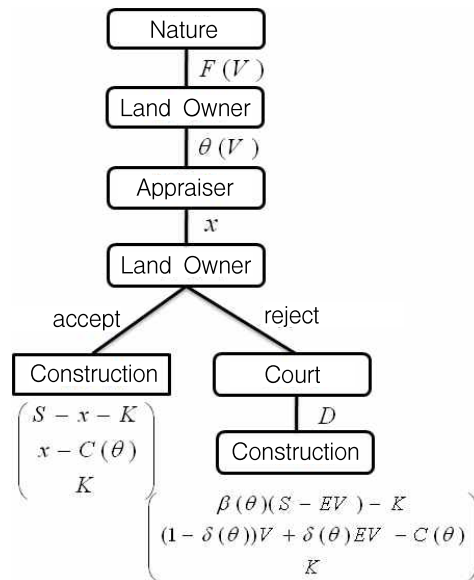 Nature
F (V)
Land Owner
θ (V)
Appraiser
x
Land Owner
accept reject
Construction Court
S − x − K
x − C (θ)
K
D
Construction
β (θ)(S − EV ) − K
(1 − δ (θ))V + δ (θ) EV − C (θ)
K